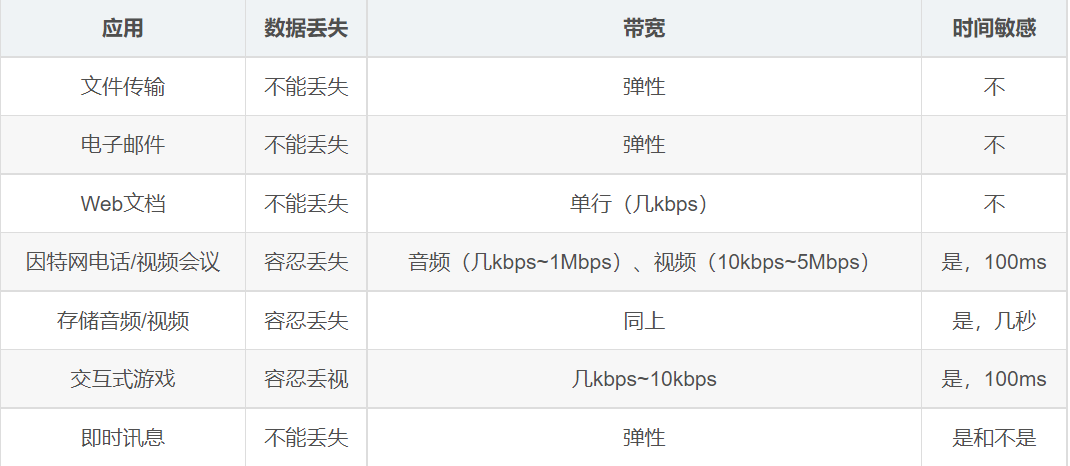 应用 数据丢失 带宽 时间敏感
文件传输 不能丢失 弹性 不
电子邮件 不能丢失 弹性 不
Web文档 不能丢失 单行（几kbps） 不
因特网电话/视频会议 容忍丢失 音频（几kbps~1Mbps）、视频（10kbps~5Mbps） 是，100ms
存储音频/视频 容忍丢失 同上 是，几秒
交互式游戏 容忍丢视 几kbps~10kbps 是，100ms
即时讯息 不能丢失 弹性 是和不是